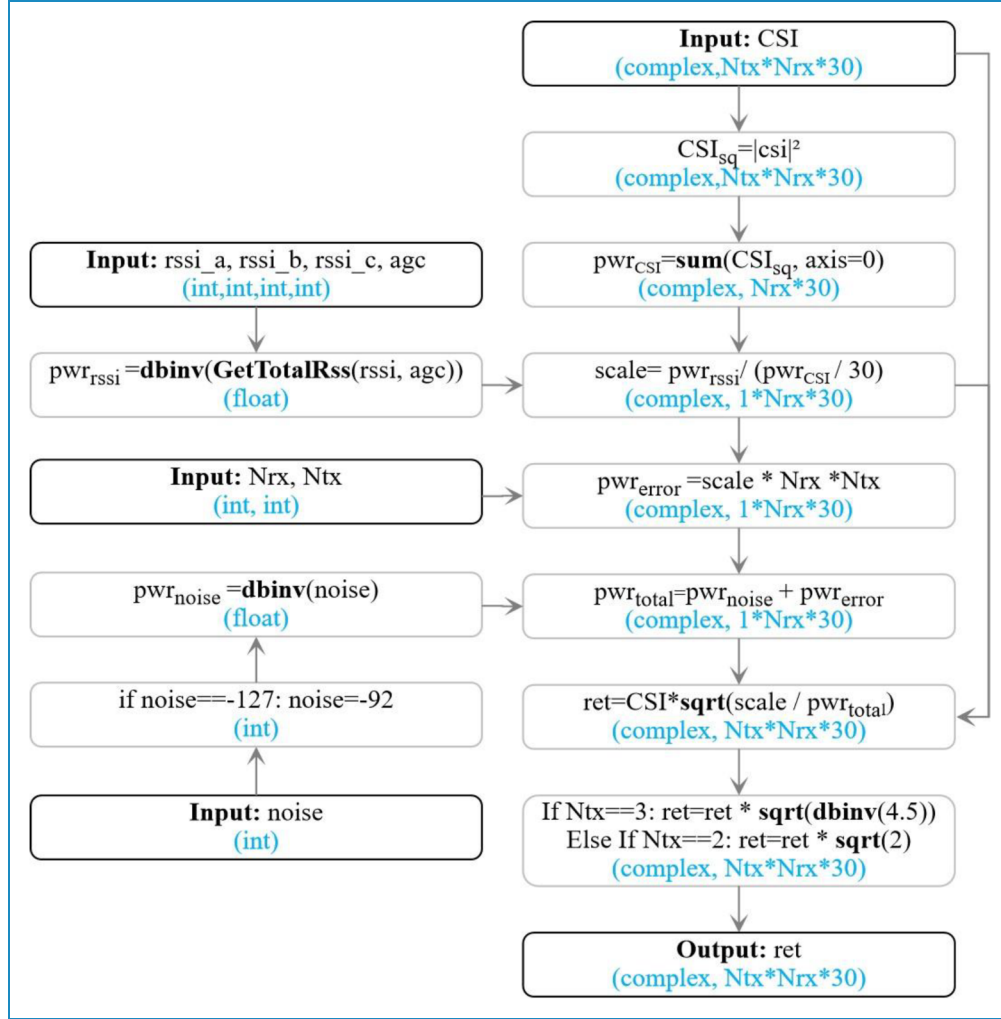 Input: CSI
(complex,Ntx*Nrx*30)
CSIsq=|csi|²
(complex,Ntx*Nrx*30)
Input: rssi_a, rssi_b, rssi_c, agc
(int,int,int,int)
pwrCSI=sum(CSIsq, axis=0)
(complex, Nrx*30)
pwrrssi =dbinv(GetTotalRss(rssi, agc))
(float)
scale= pwrrssi/ (pwrCSI / 30)
(complex, 1*Nrx*30)
Input: Nrx, Ntx
(int, int)
pwrerror =scale * Nrx *Ntx
(complex, 1*Nrx*30)
pwrnoise =dbinv(noise)
(float)
pwrtotal=pwrnoise + pwrerror
(complex, 1*Nrx*30)
if noise==-127: noise=-92
(int)
ret=CSI*sqrt(scale / pwrtotal)
(complex, Ntx*Nrx*30)
Input: noise
(int)
If Ntx==3: ret=ret * sqrt(dbinv(4.5))
Else If Ntx==2: ret=ret * sqrt(2)
(complex, Ntx*Nrx*30)
Output: ret
(complex, Ntx*Nrx*30)